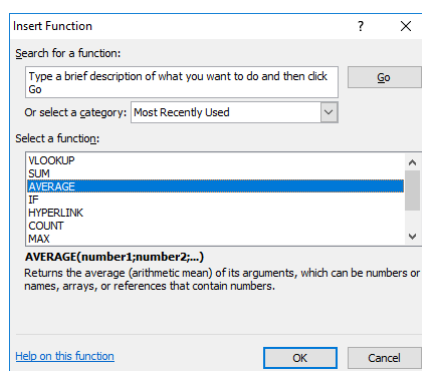 Insert Function ?
Search for a function:
Type a brief description of what you want to do and then click
Go
Go
Or select a category: Most Recently Used
Select a function:
VLOOKUP
SUM
AVERAGE
IF
HYPERLINK
COUNT
MAX
AVERAGE(number1;number2;...)
Returns the average (arithmetic mean) of its arguments, which can be numbers or
names, arrays, or references that contain numbers.
Help on this function OK Cancel